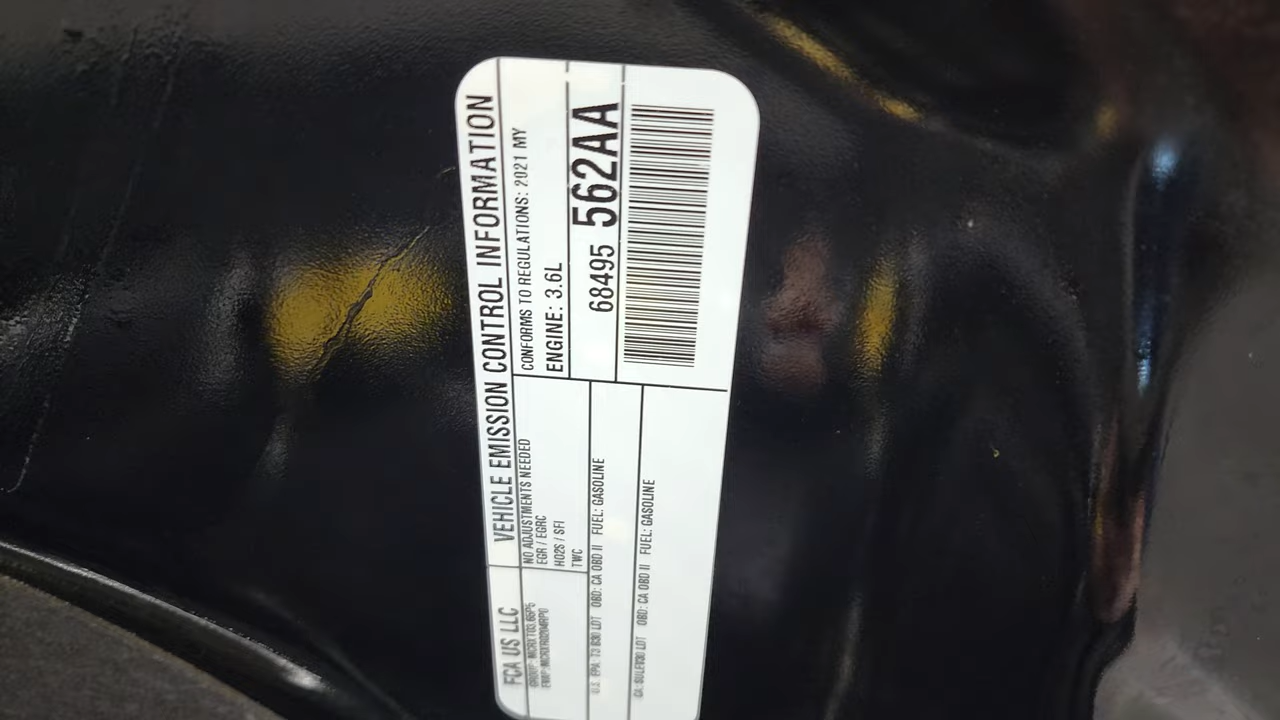 FCA US LLC VEHICLE EMISSION CONTROL INFORMATION
NO ADJUSTMENTS NEEDED
EGR / EGRC
HO2S / SFI
TWC
CONFORMS TO REGULATIONS: 2021 MY
ENGINE: 3.6L
68495 562AA
U.S. EPA: T3 B30 LDT OBD: CA OBD II FUEL: GASOLINE
CA: SULEV30 LDT OBD: CA OBD II FUEL: GASOLINE